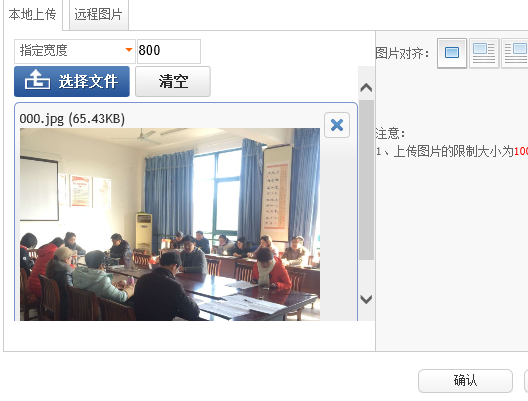 本地上传 远程图片
指定宽度 800
图片对齐：
选择文件 清空
000.jpg (65.43KB)
注意：
1、上传图片的限制大小为100
确认